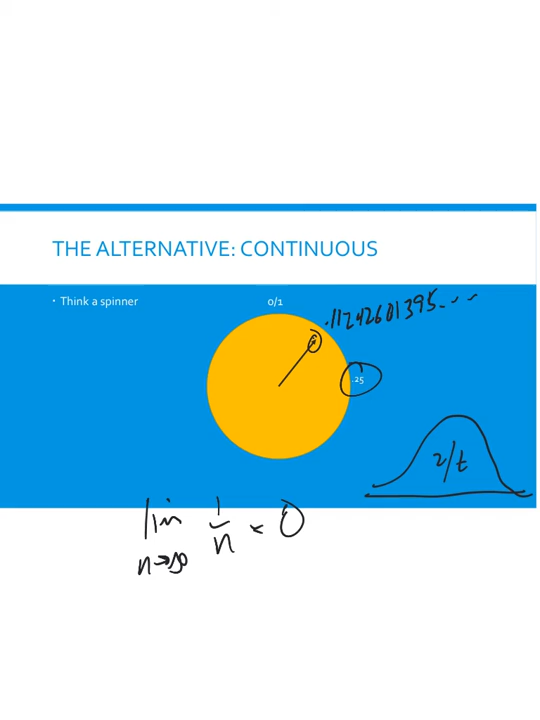 THE ALTERNATIVE: CONTINUOUS
• Think a spinner
0/1
.11242601395...
.25
z/t
lim 1/n = 0
n→∞